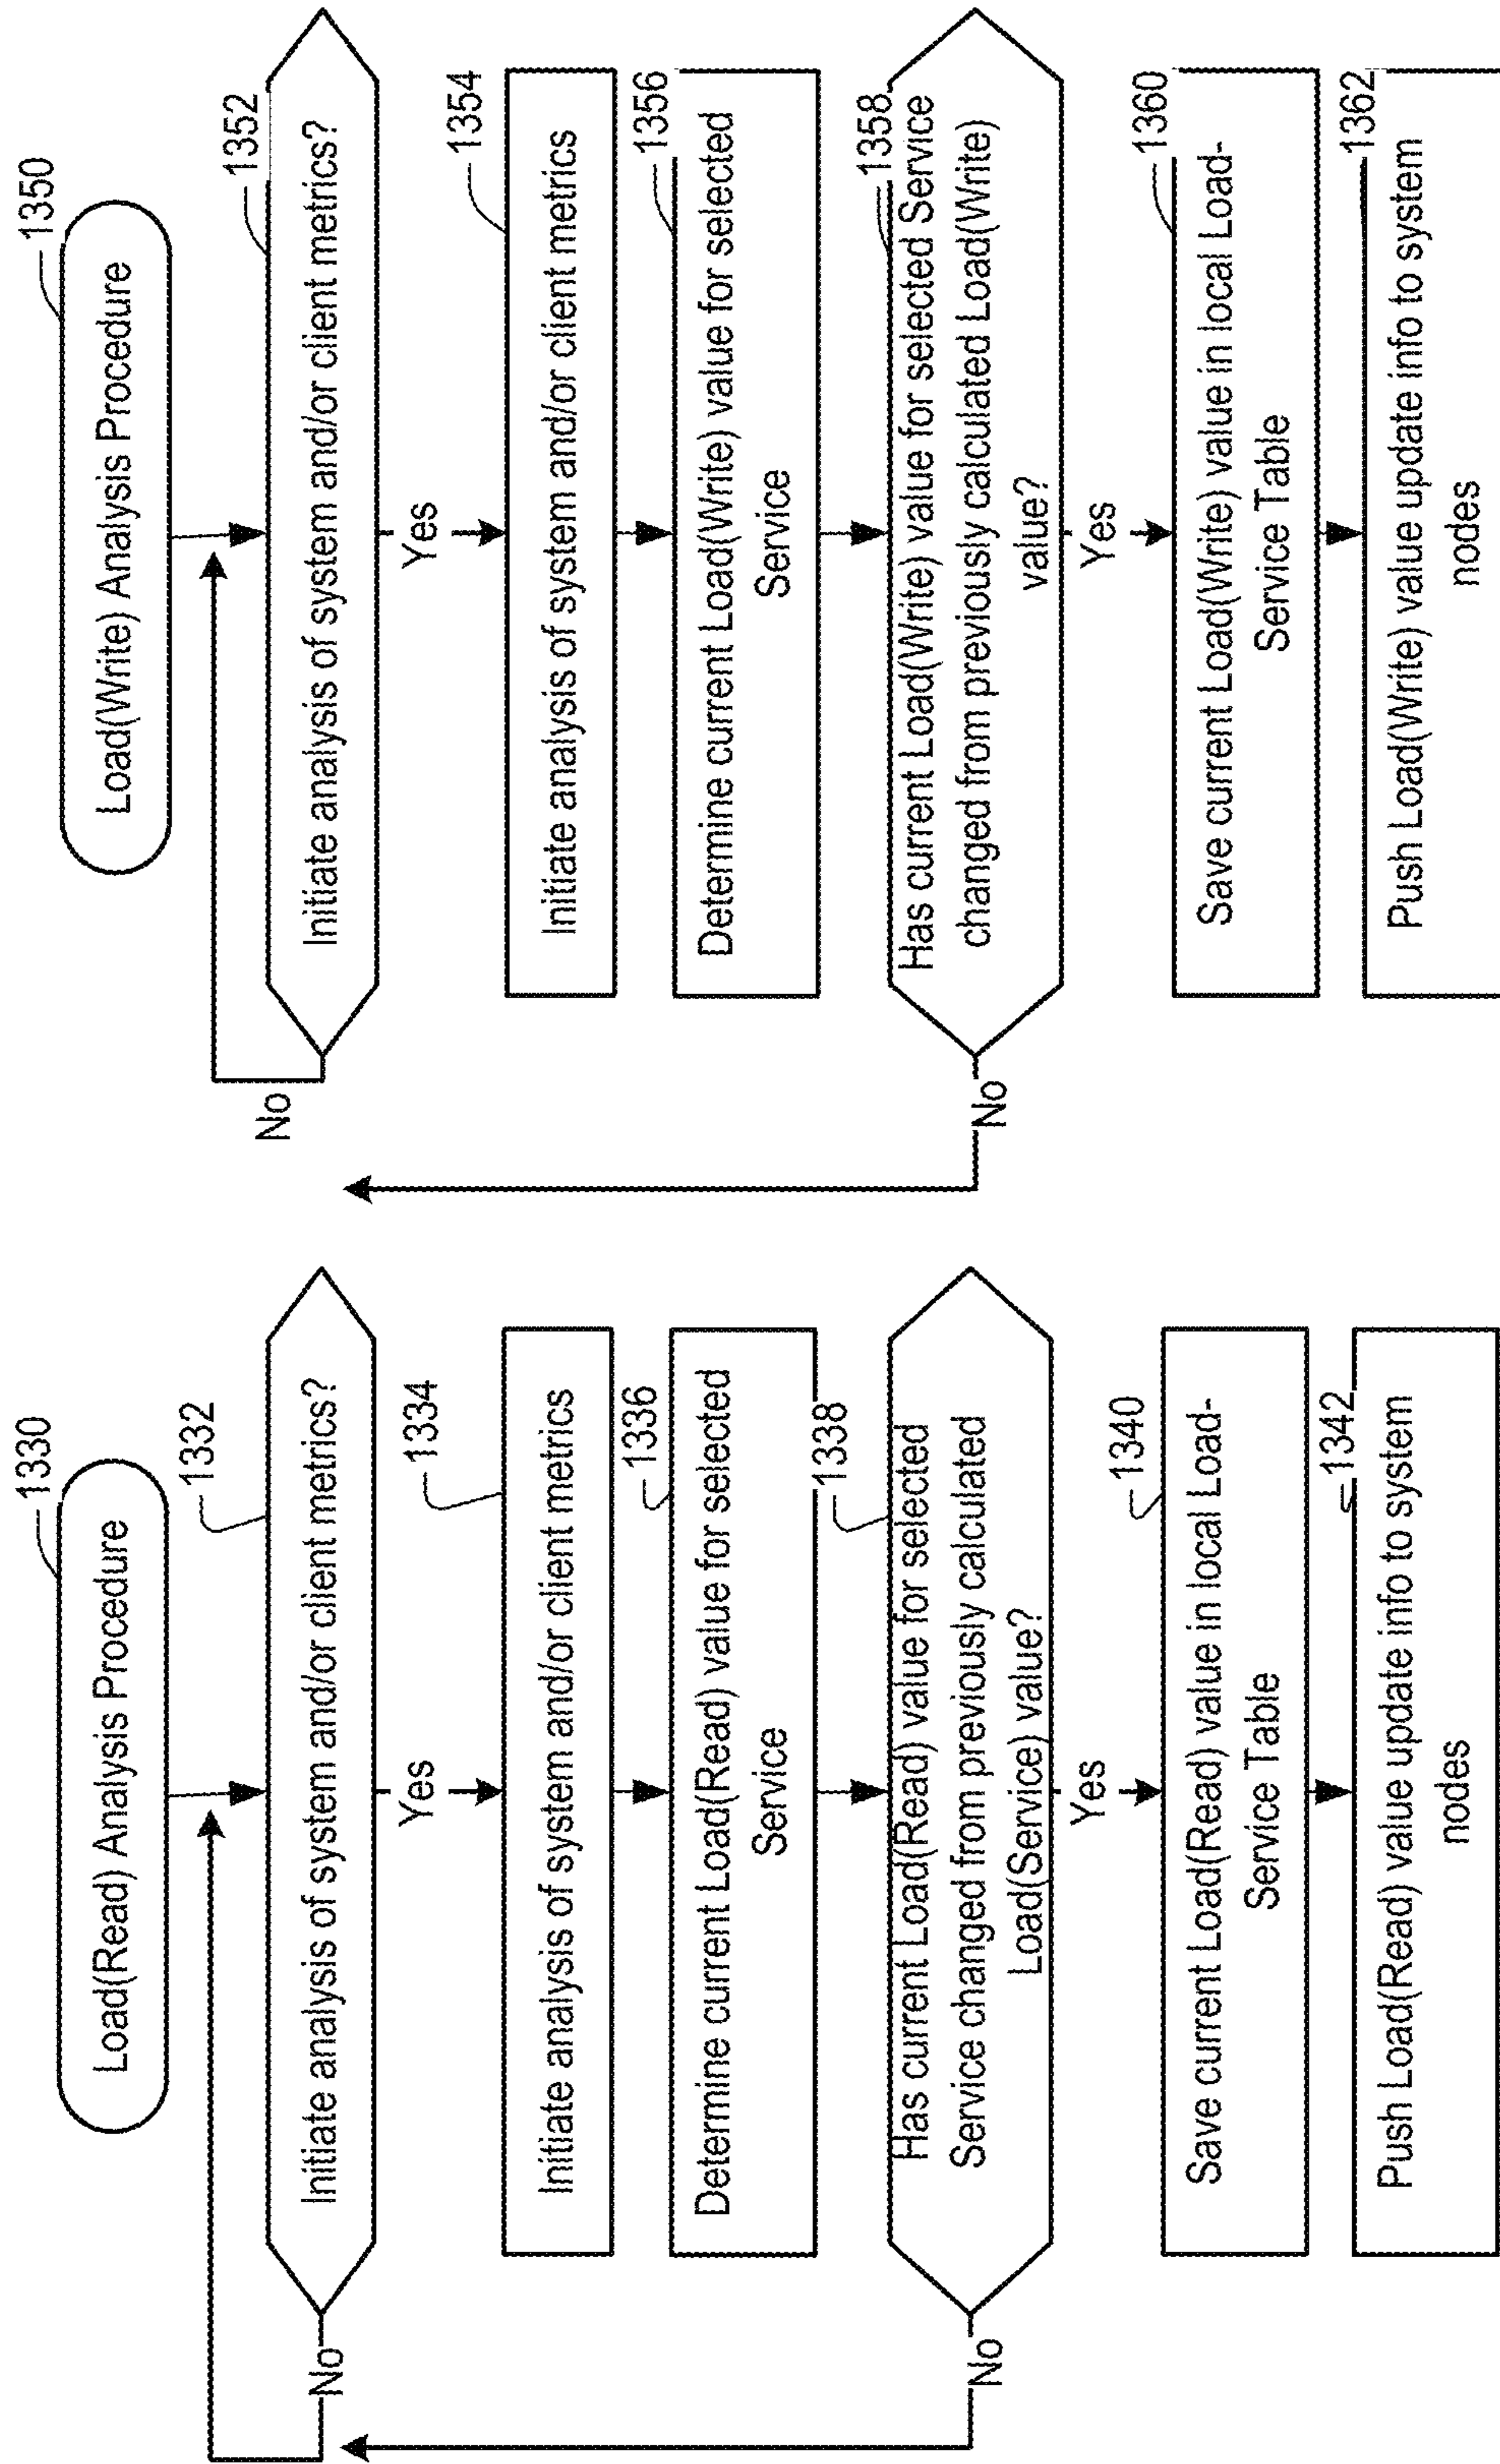 1330
Load(Read) Analysis Procedure
1332
Initiate analysis of system and/or client metrics?
No
Yes
1334
Initiate analysis of system and/or client metrics
1336
Determine current Load(Read) value for selected
Service
1338
Has current Load(Read) value for selected
Service changed from previously calculated
Load(Service) value?
No
Yes
1340
Save current Load(Read) value in local Load-
Service Table
1342
Push Load(Read) value update info to system
nodes
1350
Load(Write) Analysis Procedure
1352
Initiate analysis of system and/or client metrics?
No
Yes
1354
Initiate analysis of system and/or client metrics
1356
Determine current Load(Write) value for selected
Service
1358
Has current Load(Write) value for selected Service
changed from previously calculated Load(Write)
value?
No
Yes
1360
Save current Load(Write) value in local Load-
Service Table
1362
Push Load(Write) value update info to system
nodes